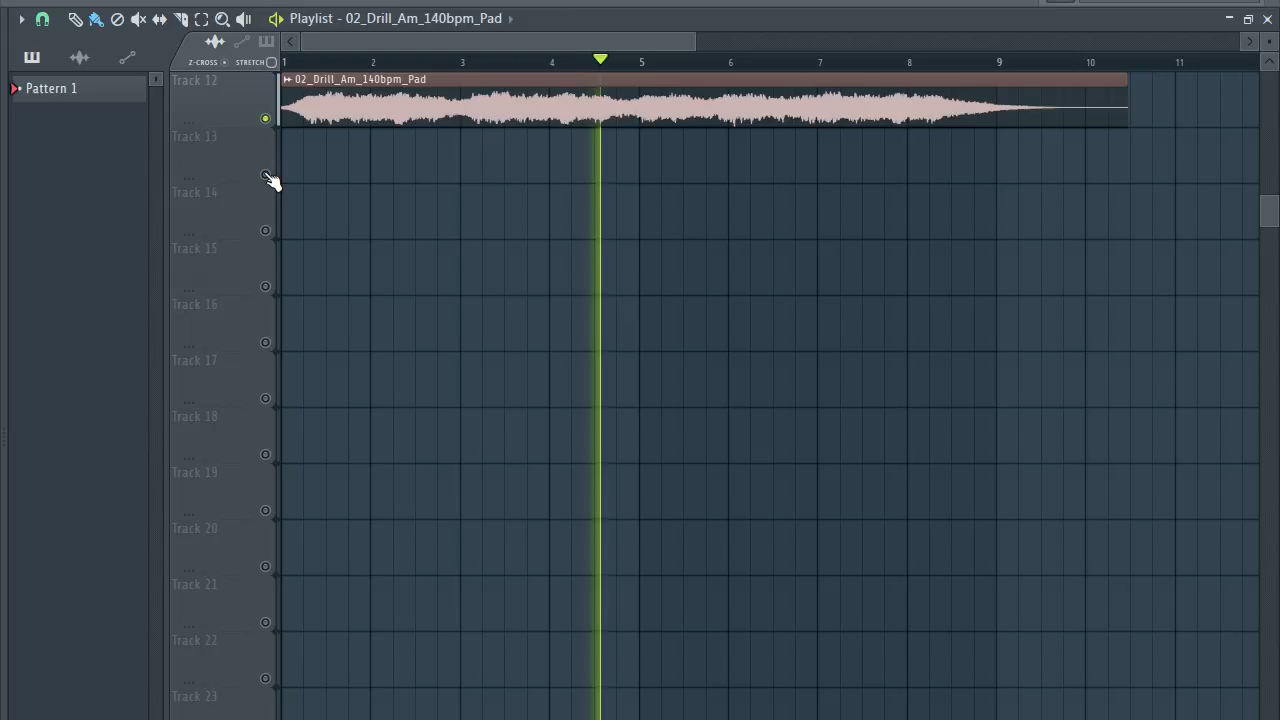 Playlist - 02_Drill_Am_140bpm_Pad
Z-CROSS STRETCH
1 2 3 4 5 6 7 8 9 10 11
Pattern 1
Track 12
02_Drill_Am_140bpm_Pad
Track 13
Track 14
Track 15
Track 16
Track 17
Track 18
Track 19
Track 20
Track 21
Track 22
Track 23